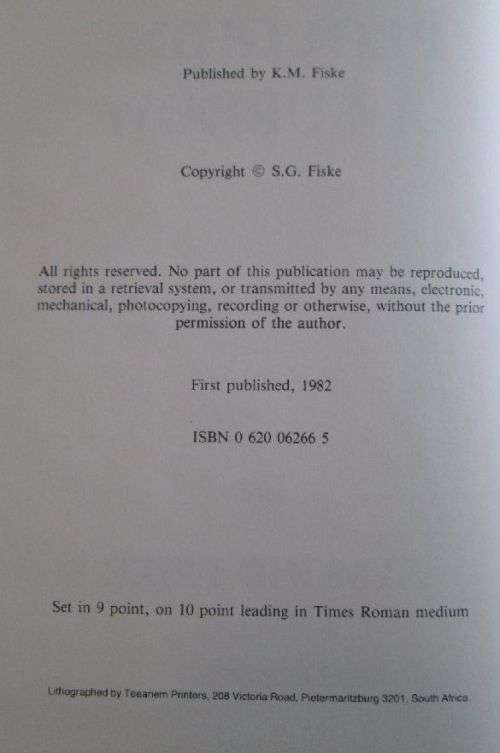 Published by K.M. Fiske
Copyright © S.G. Fiske
All rights reserved. No part of this publication may be reproduced,
stored in a retrieval system, or transmitted by any means, electronic,
mechanical, photocopying, recording or otherwise, without the prior
permission of the author.
First published, 1982
ISBN 0 620 06266 5
Set in 9 point, on 10 point leading in Times Roman medium
Lithographed by Teeanem Printers, 208 Victoria Road, Pietermaritzburg 3201, South Africa